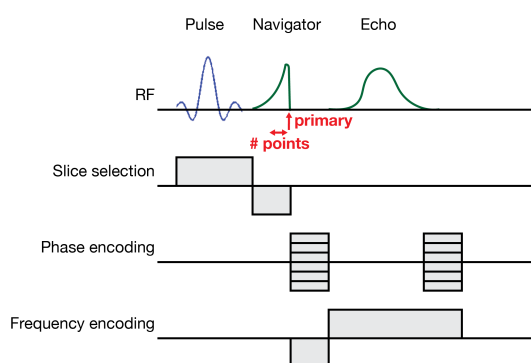 Pulse Navigator Echo
RF
primary
# points
Slice selection
Phase encoding
Frequency encoding